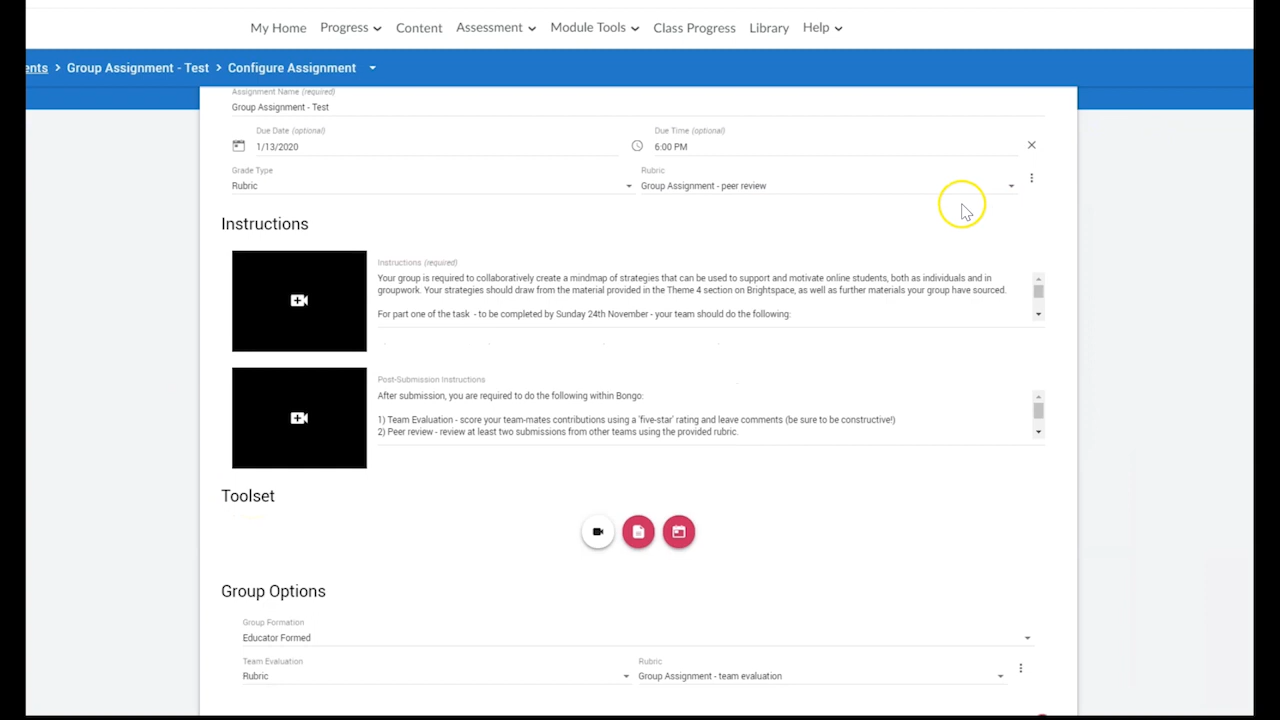 My Home Progress Content Assessment Module Tools Class Progress Library Help
ents > Group Assignment - Test > Configure Assignment
Assignment Name (required)
Group Assignment - Test
Due Date (optional) Due Time (optional)
1/13/2020 6:00 PM
Grade Type Rubric
Rubric Group Assignment - peer review
Instructions
Instructions (required)
Your group is required to collaboratively create a mindmap of strategies that can be used to support and motivate online students, both as individuals and in
groupwork. Your strategies should draw from the material provided in the Theme 4 section on Brightspace, as well as further materials your group have sourced.
For part one of the task - to be completed by Sunday 24th November - your team should do the following:
Post-Submission Instructions
After submission, you are required to do the following within Bongo:
1) Team Evaluation - score your team-mates contributions using a 'five-star' rating and leave comments (be sure to be constructive!)
2) Peer review - review at least two submissions from other teams using the provided rubric.
Toolset
Group Options
Group Formation
Educator Formed
Team Evaluation Rubric
Rubric Group Assignment - team evaluation